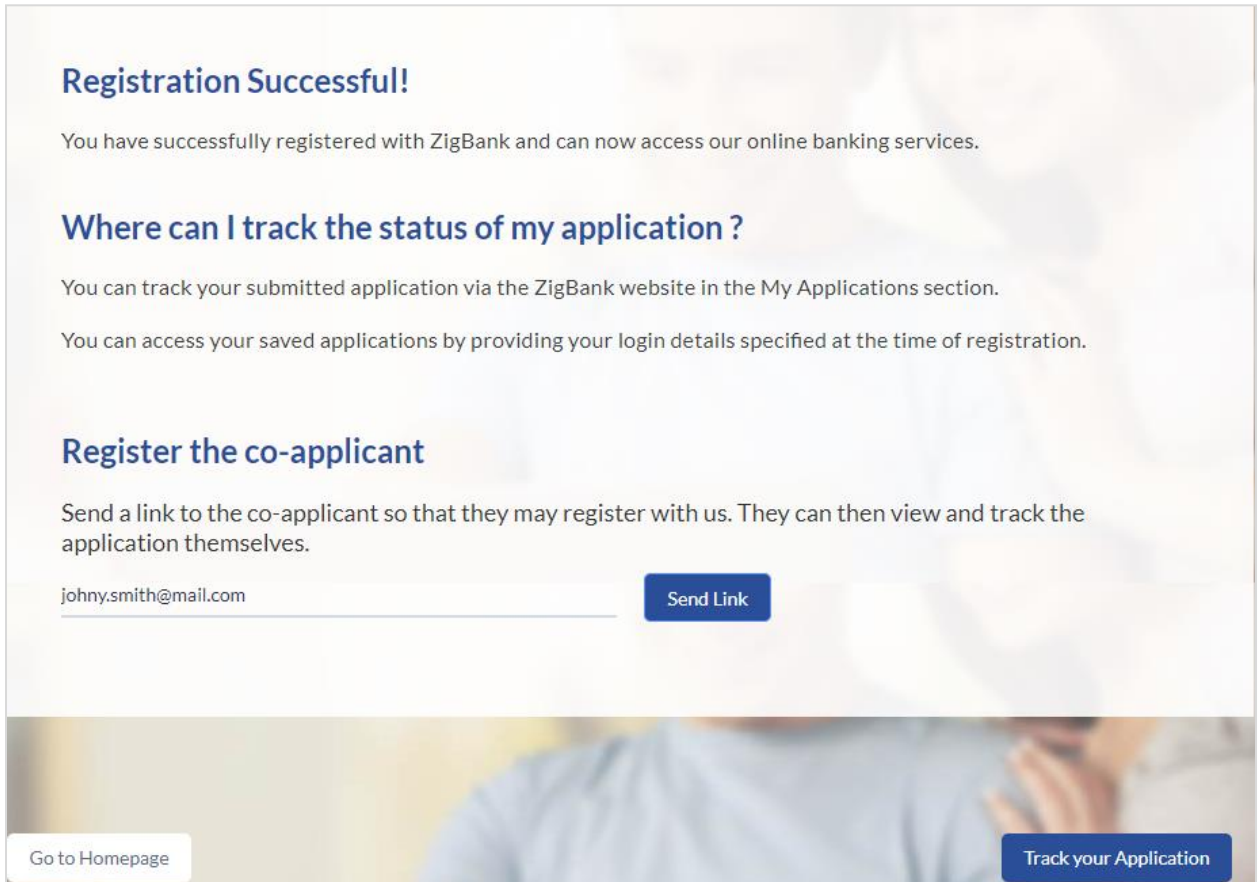 Registration Successful!
You have successfully registered with ZigBank and can now access our online banking services.
Where can I track the status of my application ?
You can track your submitted application via the ZigBank website in the My Applications section.
You can access your saved applications by providing your login details specified at the time of registration.
Register the co-applicant
Send a link to the co-applicant so that they may register with us. They can then view and track the
application themselves.
johny.smith@mail.com
Send Link
Go to Homepage
Track your Application